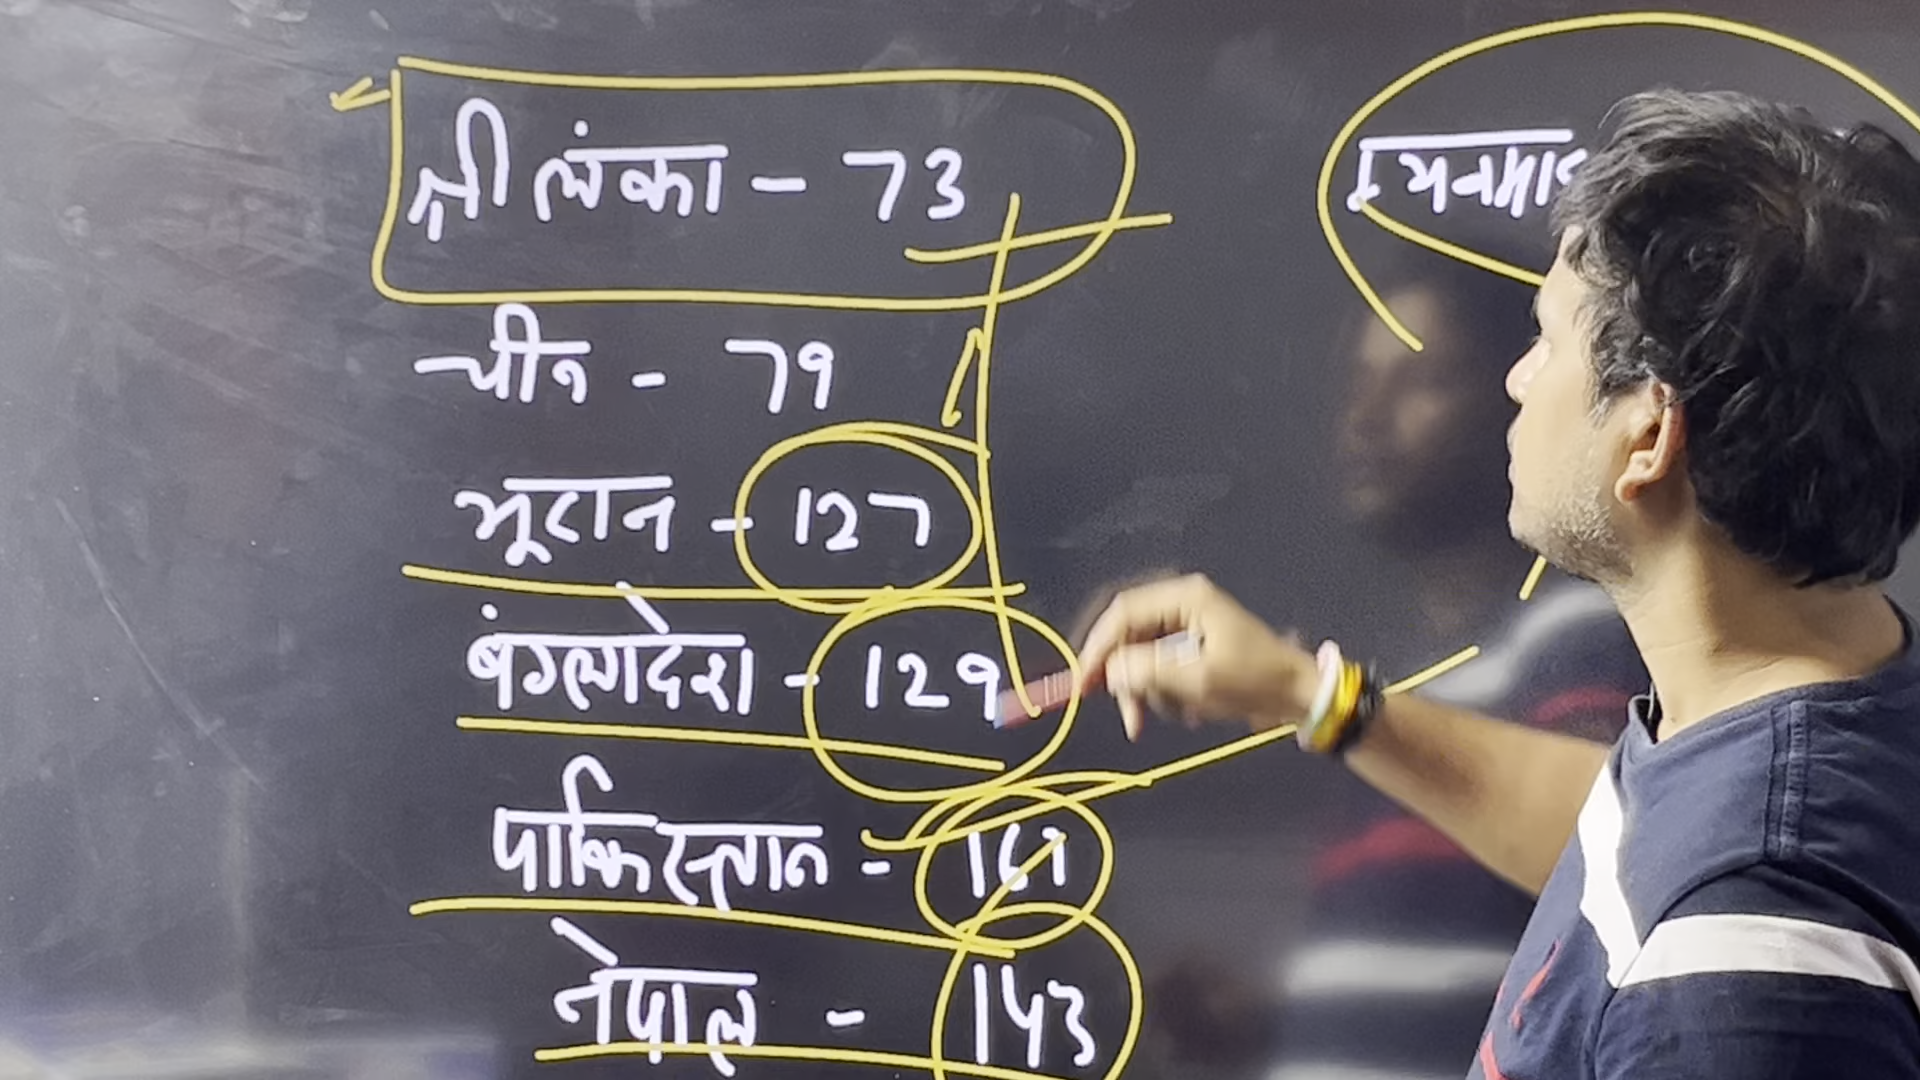 श्रीलंका - 73
चीन - 79
भूटान - 127
बंग्लादेश - 129
पाकिस्तान - 161
नेपाल - 143